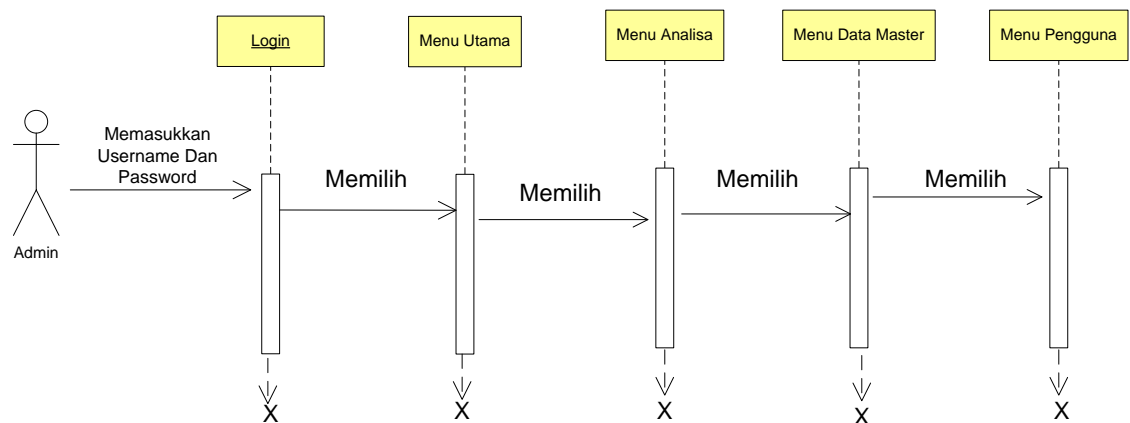 Login
Menu Utama
Menu Analisa
Menu Data Master
Menu Pengguna
Memasukkan
Username Dan
Password
Memilih
Memilih
Memilih
Memilih
Admin
X
X
X
X
X